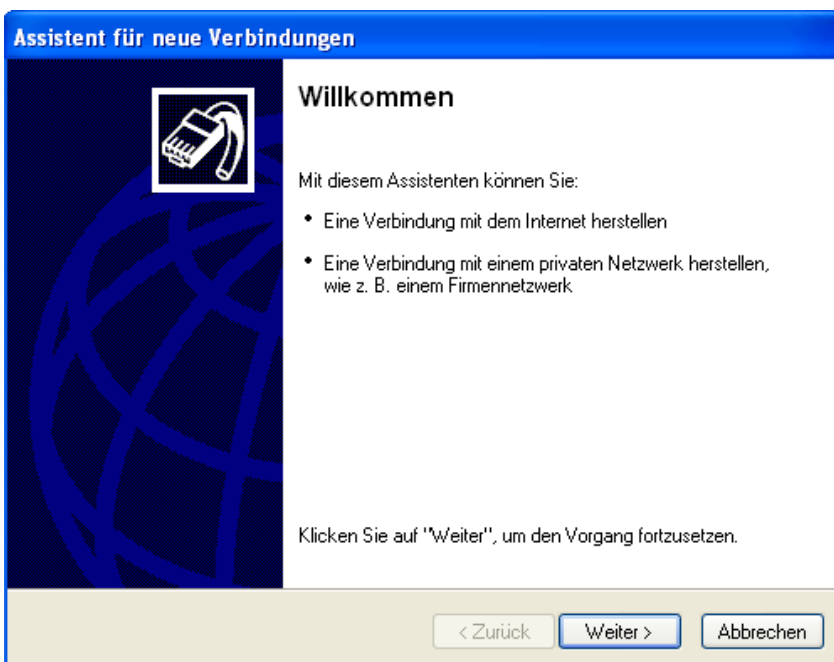 Assistent für neue Verbindungen
Willkommen
Mit diesem Assistenten können Sie:
• Eine Verbindung mit dem Internet herstellen
• Eine Verbindung mit einem privaten Netzwerk herstellen,
wie z. B. einem Firmennetzwerk
Klicken Sie auf "Weiter", um den Vorgang fortzusetzen.
< Zurück Weiter > Abbrechen